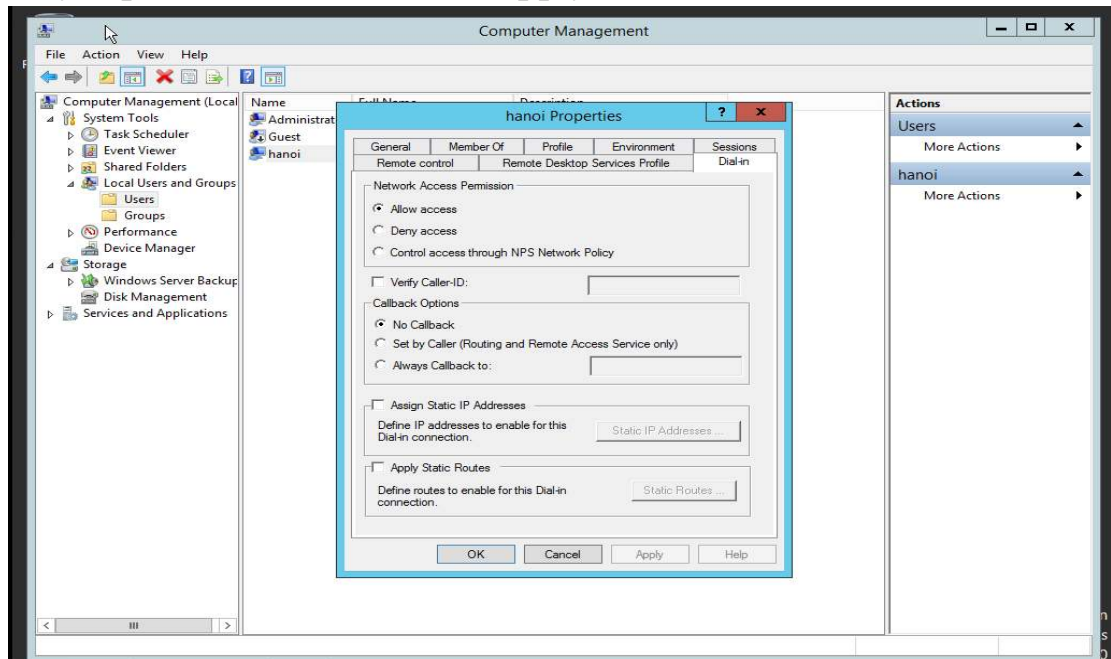 Computer Management
File Action View Help
Computer Management (Local
System Tools
Task Scheduler
Event Viewer
Shared Folders
Local Users and Groups
Users
Groups
Performance
Device Manager
Storage
Windows Server Backup
Disk Management
Services and Applications
Name
Administrat
Guest
hanoi
hanoi Properties
? x
General Member Of Profile Environment Sessions
Remote control Remote Desktop Services Profile Dial-in
Network Access Permission
Allow access
Deny access
Control access through NPS Network Policy
Verify Caller-ID:
Callback Options
No Callback
Set by Caller (Routing and Remote Access Service only)
Always Callback to:
Assign Static IP Addresses
Define IP addresses to enable for this
Dial-in connection.
Static IP Addresses ...
Apply Static Routes
Define routes to enable for this Dial-in
connection.
Static Routes ...
OK Cancel Apply Help
Actions
Users
More Actions
hanoi
More Actions